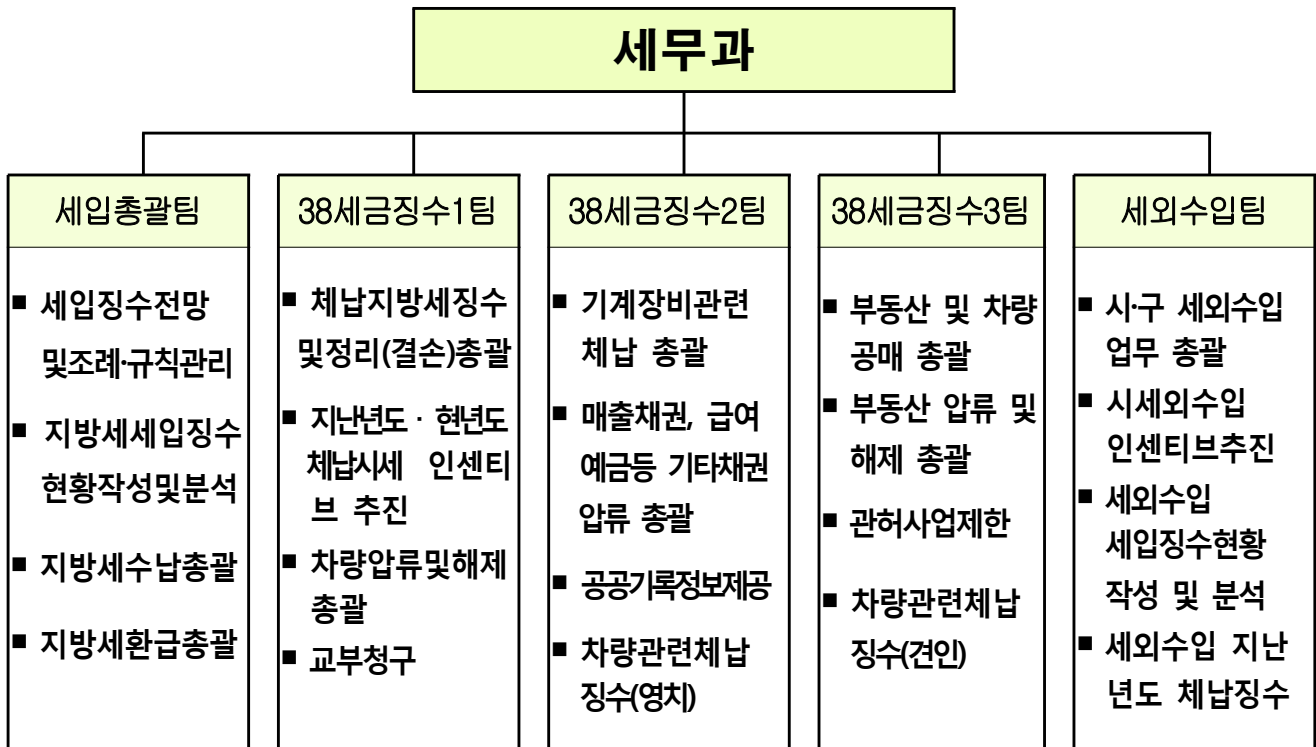 세무과
세입총괄팀
■ 세입징수전망
및조례·규칙관리
■ 지방세세입징수
현황작성및분석
■ 지방세수납총괄
■ 지방세환급총괄
38세금징수1팀
■ 체납지방세징수
및정리(결손)총괄
■ 지난년도 · 현년도
체납시세 인센티
브 추진
■ 차량압류및해제
총괄
■ 교부청구
38세금징수2팀
■ 기계장비관련
체납 총괄
■ 매출채권, 급여
예금등 기타채권
압류 총괄
■ 공공기록정보제공
■ 차량관련체납
징수(영치)
38세금징수3팀
■ 부동산 및 차량
공매 총괄
■ 부동산 압류 및
해제 총괄
■ 관허사업제한
■ 차량관련체납
징수(견인)
세외수입팀
■ 시·구 세외수입
업무 총괄
■ 시세외수입
인센티브추진
■ 세외수입
세입징수현황
작성 및 분석
■ 세외수입 지난
년도 체납징수